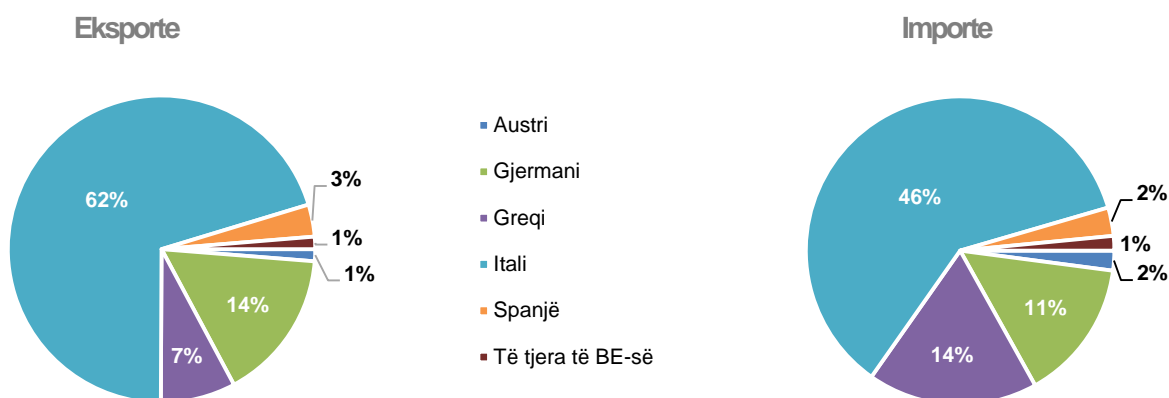 Eksporte
62%
3%
1%
1%
14%
7%
Austri
Gjermani
Greqi
Itali
Spanjë
Të tjera të BE-së
Importe
46%
2%
1%
2%
11%
14%